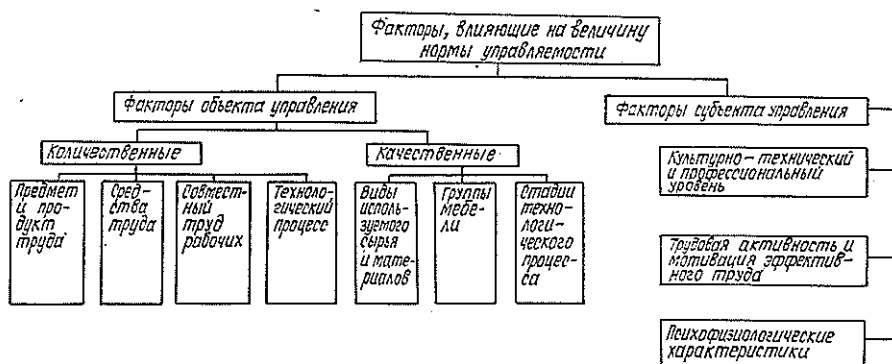 Факторы, влияющие на величину
нормы управляемости
Факторы объекта управления
Факторы субъекта управления
Количественные
Качественные
Предмет
и про-
дукт
труда
Сред-
ства
труда
Совмест-
ный
труд
рабочих
Техноло-
гический
процесс
Виды
исполь-
зуемого
сырья
и мате-
риалов
Группы
мебе-
ли
Стадии
техно-
логи-
ческого
процес-
са
Культурно-технический
и профессиональный
уровень
Трудовая активность и
мотивация эффектив-
ного труда
Психофизиологические
характеристики